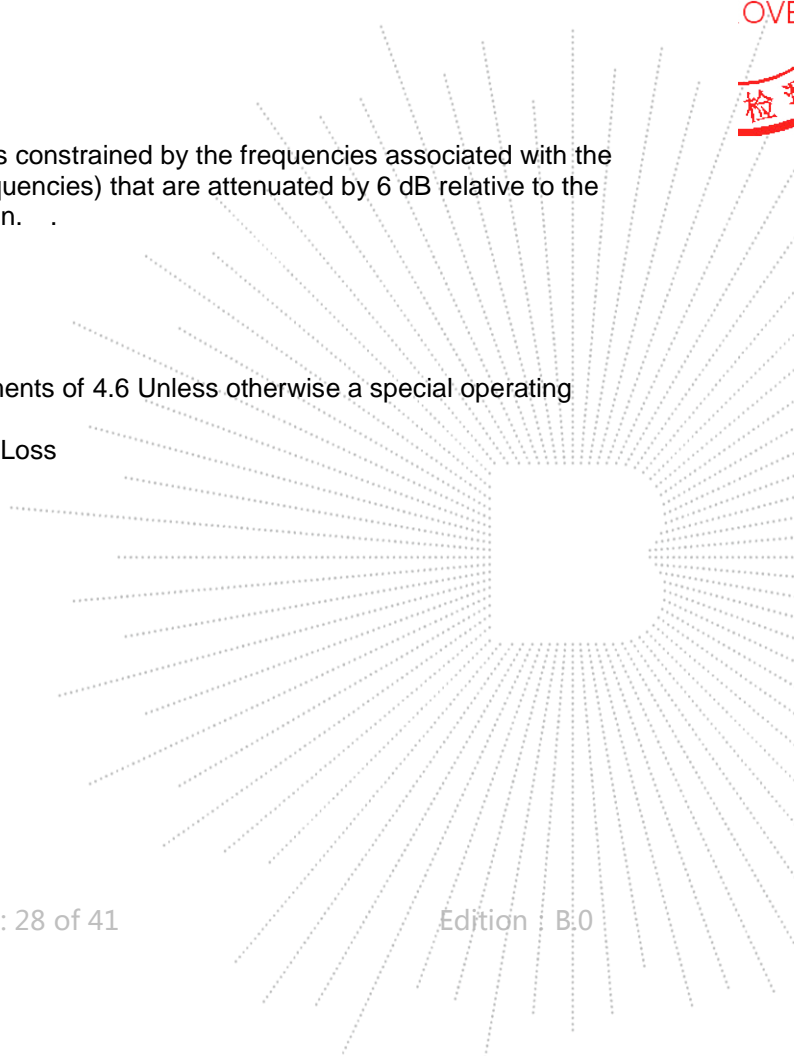 OVE
检
s constrained by the frequencies associated with the
quencies) that are attenuated by 6 dB relative to the
n. .
nents of 4.6 Unless otherwise a special operating
Loss
: 28 of 41 Edition : B.0